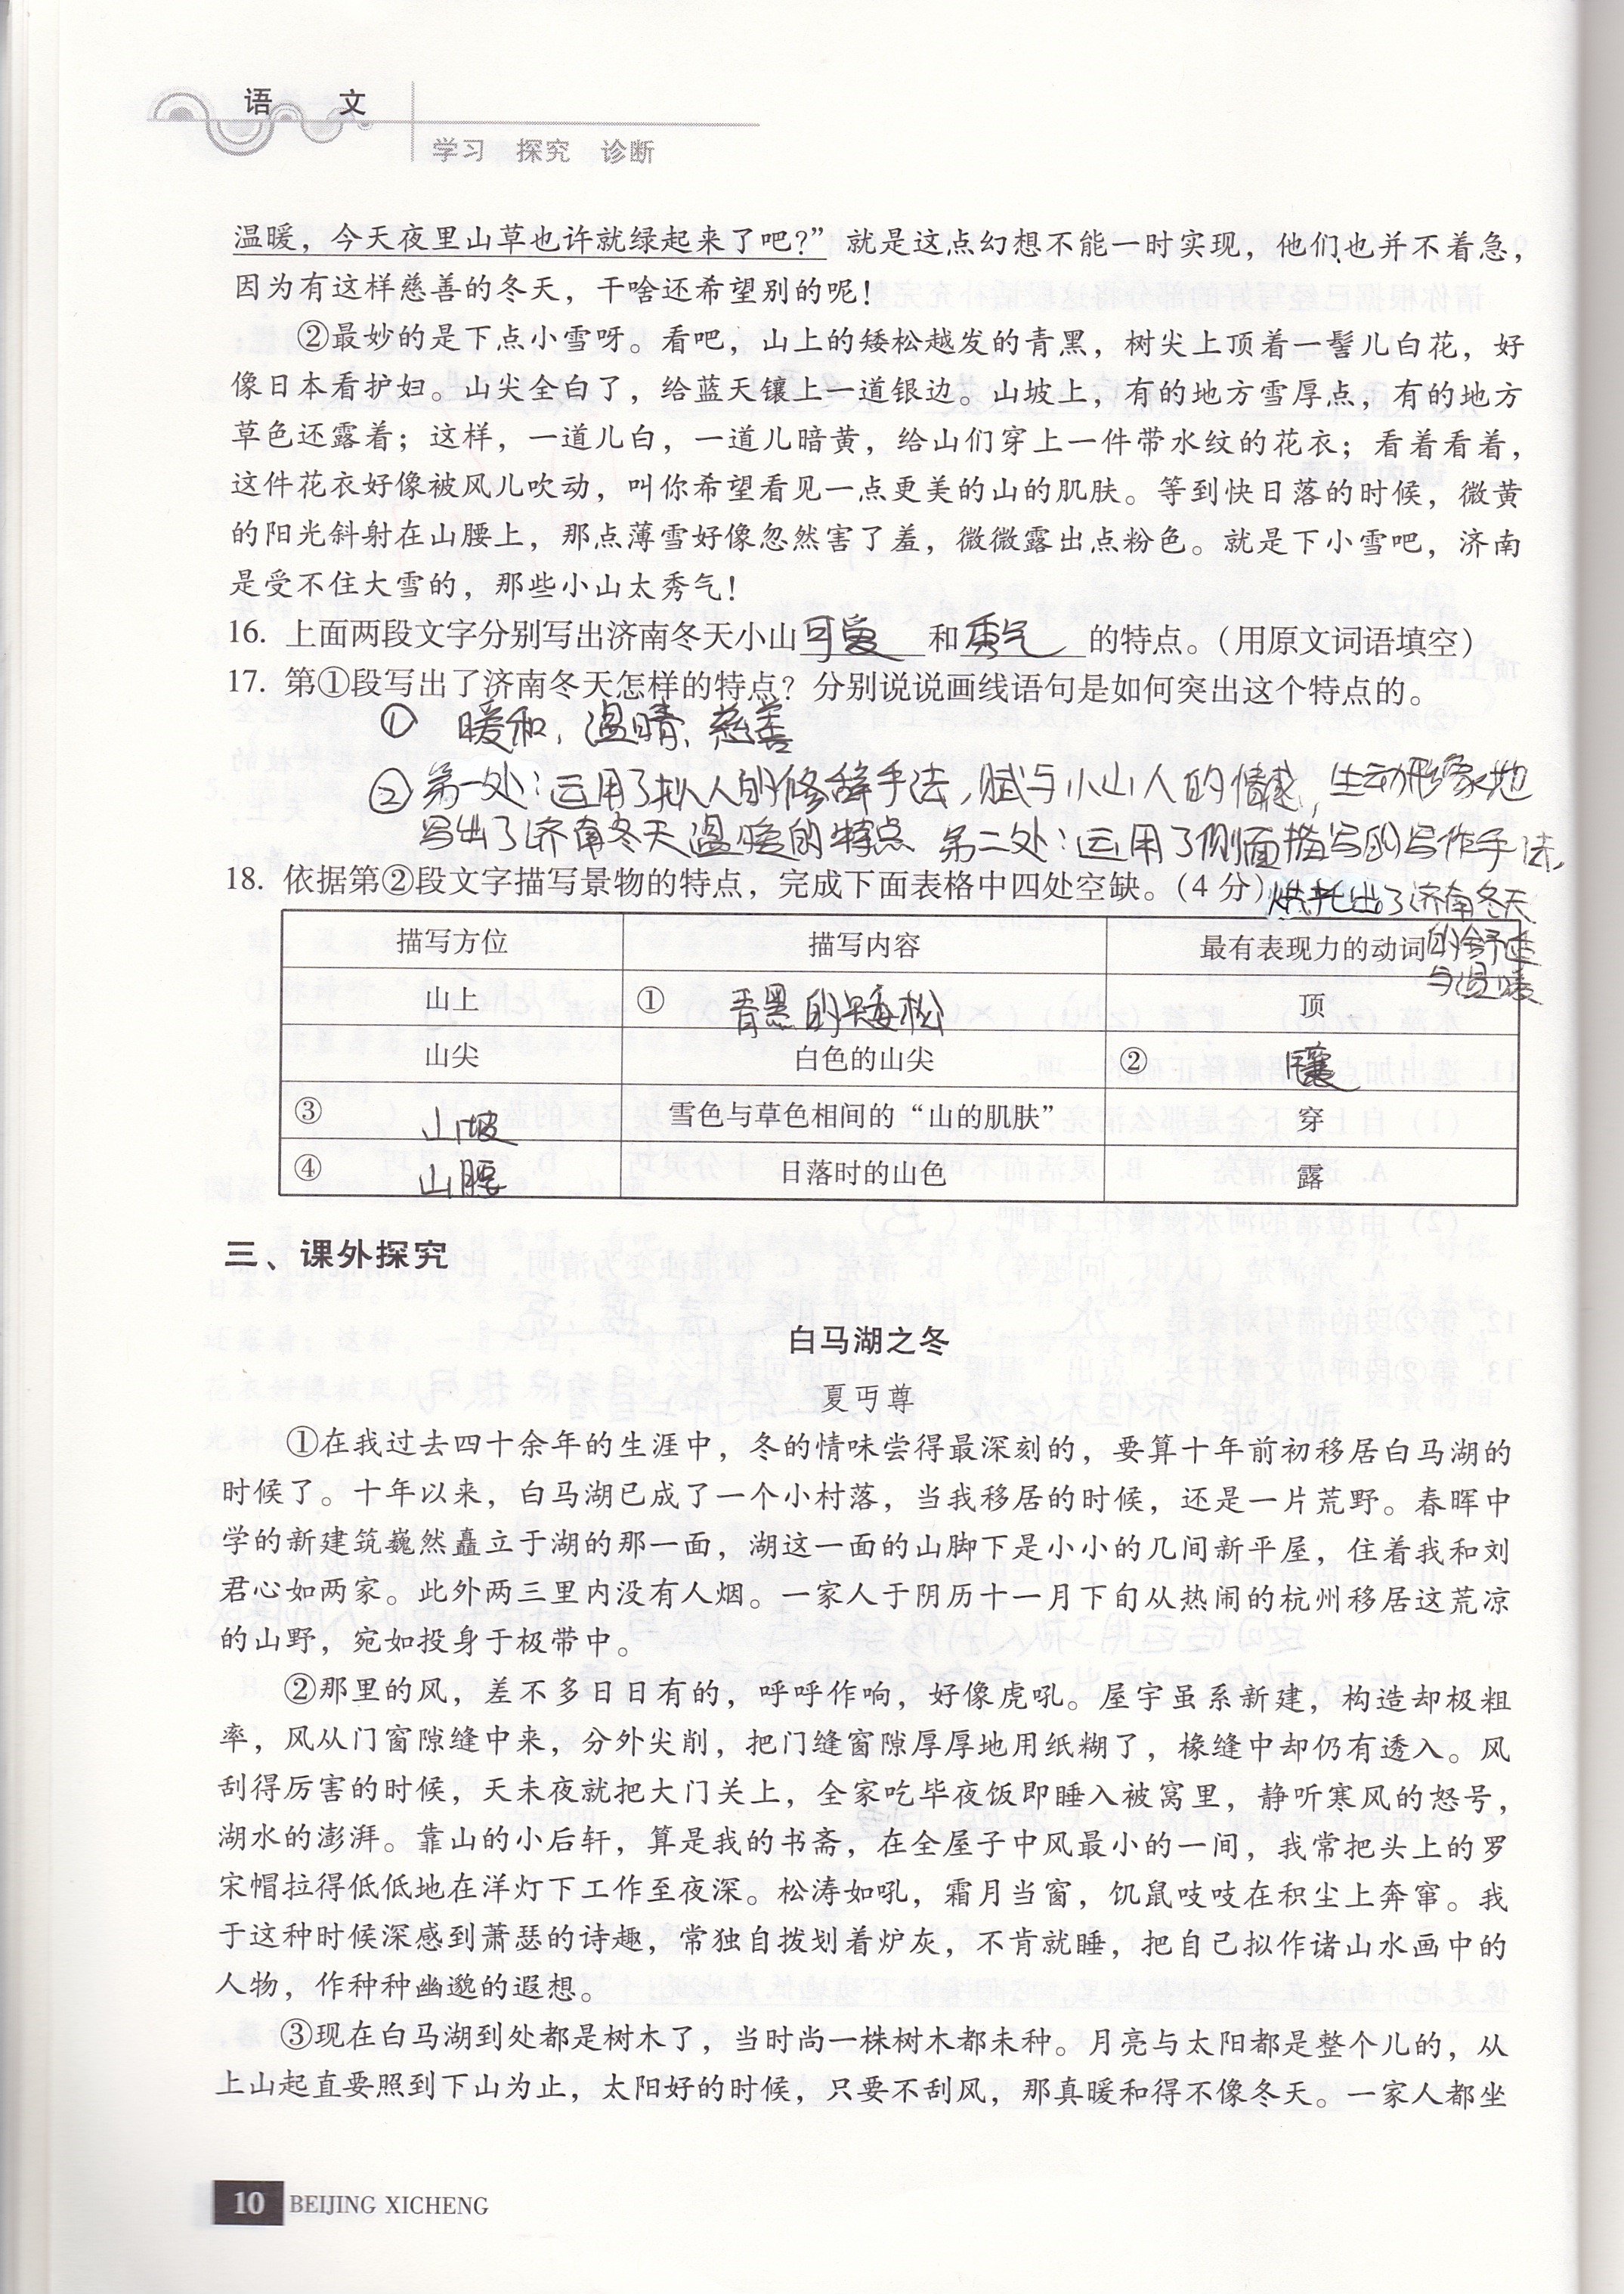 语 文
学习 探究 诊断
温暖，今天夜里山草也许就绿起来了吧？”就是这点幻想不能一时实现，他们也并不着急，
因为有这样慈善的冬天，干啥还希望别的呢！
②最妙的是下点小雪呀。看吧，山上的矮松越发的青黑，树尖上顶着一髻儿白花，好
像日本看护妇。山尖全白了，给蓝天镶上一道银边。山坡上，有的地方雪厚点，有的地方
草色还露着；这样，一道儿白，一道儿暗黄，给山们穿上一件带水纹的花衣；看着看着，
这件花衣好像被风儿吹动，叫你希望看见一点更美的山的肌肤。等到快日落的时候，微黄
的阳光斜射在山腰上，那点薄雪好像忽然害了羞，微微露出点粉色。就是下小雪吧，济南
是受不住大雪的，那些小山太秀气！
16. 上面两段文字分别写出济南冬天小山可爱和秀气的特点。（用原文词语填空）
17. 第①段写出了济南冬天怎样的特点？分别说说画线语句是如何突出这个特点的。
① 暖和、温晴、慈善
② 第一处：运用了拟人的修辞手法，赋与小山人的情感，生动形象地
写出了济南冬天温暖的特点 第二处：运用了侧面描写的写作手法，
18. 依据第②段文字描写景物的特点，完成下面表格中四处空缺。（4 分）烘托出了济南冬天
的舒适
与温暖
描写方位 描写内容 最有表现力的动词
山上 ① 青黑的矮松 顶
山尖 白色的山尖 ② 镶
③ 山坡 雪色与草色相间的“山的肌肤” 穿
④ 山腰 日落时的山色 露
三、课外探究
白马湖之冬
夏丏尊
①在我过去四十余年的生涯中，冬的情味尝得最深刻的，要算十年前初移居白马湖的
时候了。十年以来，白马湖已成了一个小村落，当我移居的时候，还是一片荒野。春晖中
学的新建筑巍然矗立于湖的那一面，湖这一面的山脚下是小小的几间新平屋，住着我和刘
君心如两家。此外两三里内没有人烟。一家人于阴历十一月下旬从热闹的杭州移居这荒凉
的山野，宛如投身于极带中。
②那里的风，差不多日日有的，呼呼作响，好像虎吼。屋宇虽系新建，构造却极粗
率，风从门窗隙缝中来，分外尖削，把门缝窗隙厚厚地用纸糊了，椽缝中却仍有透入。风
刮得厉害的时候，天未夜就把大门关上，全家吃毕夜饭即睡入被窝里，静听寒风的怒号，
湖水的澎湃。靠山的小后轩，算是我的书斋，在全屋子中风最小的一间，我常把头上的罗
宋帽拉得低低地在洋灯下工作至夜深。松涛如吼，霜月当窗，饥鼠吱吱在积尘上奔窜。我
于这种时候深感到萧瑟的诗趣，常独自拨划着炉灰，不肯就睡，把自己拟作诸山水画中的
人物，作种种幽邈的遐想。
③现在白马湖到处都是树木了，当时尚一株树木都未种。月亮与太阳都是整个儿的，从
上山起直要照到下山为止，太阳好的时候，只要不刮风，那真暖和得不像冬天。一家人都坐
10 BEIJING XICHENG